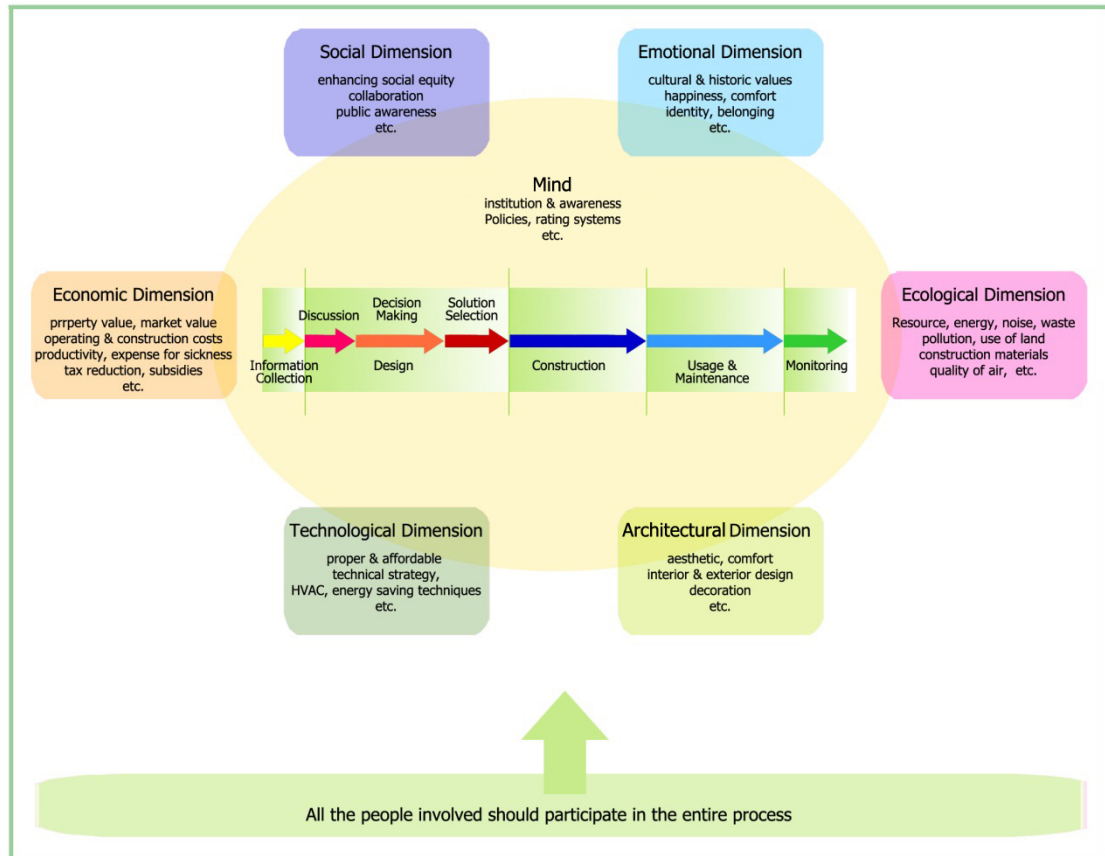 Social Dimension
enhancing social equity
collaboration
public awareness
etc.
Emotional Dimension
cultural & historic values
happiness, comfort
identity, belonging
etc.
Mind
institution & awareness
Policies, rating systems
etc.
Economic Dimension
prrperty value, market value
operating & construction costs
productivity, expense for sickness
tax reduction, subsidies
etc.
Discussion
Decision
Making
Solution
Selection
Information
Collection
Design
Construction
Usage &
Maintenance
Monitoring
Ecological Dimension
Resource, energy, noise, waste
pollution, use of land
construction materials
quality of air, etc.
Technological Dimension
proper & affordable
technical strategy,
HVAC, energy saving techniques
etc.
Architectural Dimension
aesthetic, comfort
interior & exterior design
decoration
etc.
All the people involved should participate in the entire process